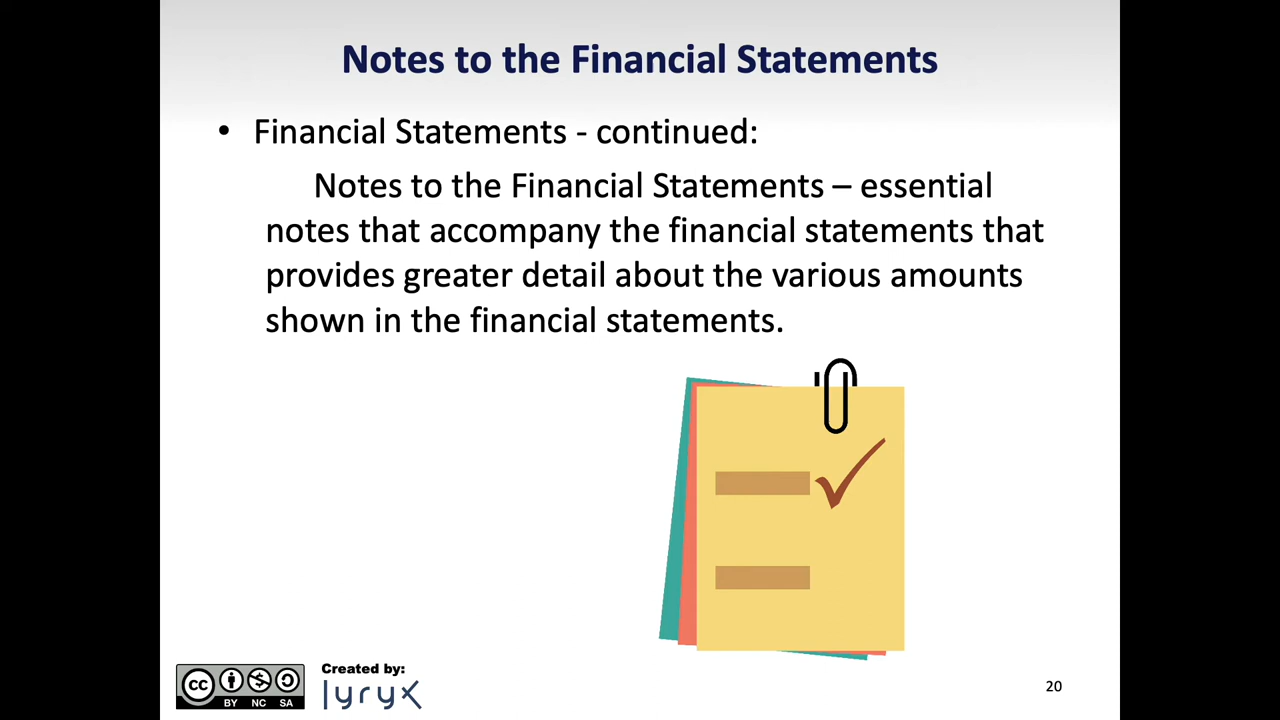 Notes to the Financial Statements
• Financial Statements - continued:
Notes to the Financial Statements – essential
notes that accompany the financial statements that
provides greater detail about the various amounts
shown in the financial statements.
cc
BY NC SA
Created by:
lyryx
20